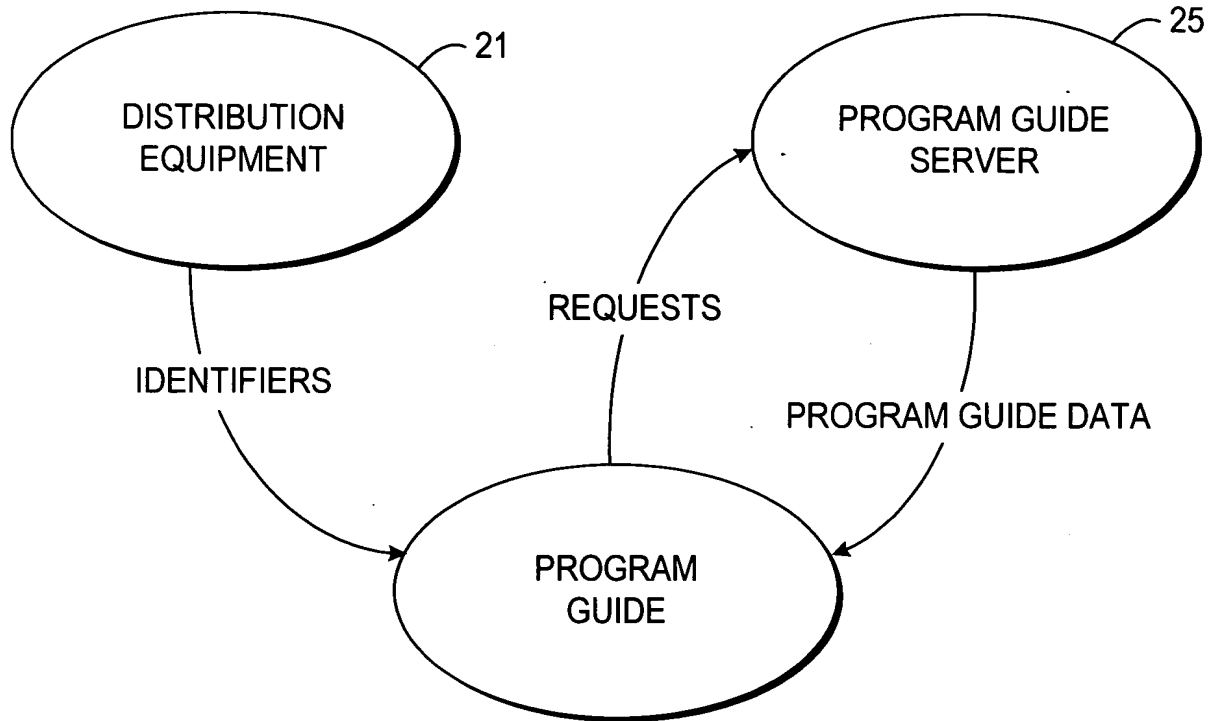 21
DISTRIBUTION
EQUIPMENT
25
PROGRAM GUIDE
SERVER
REQUESTS
IDENTIFIERS
PROGRAM GUIDE DATA
PROGRAM
GUIDE